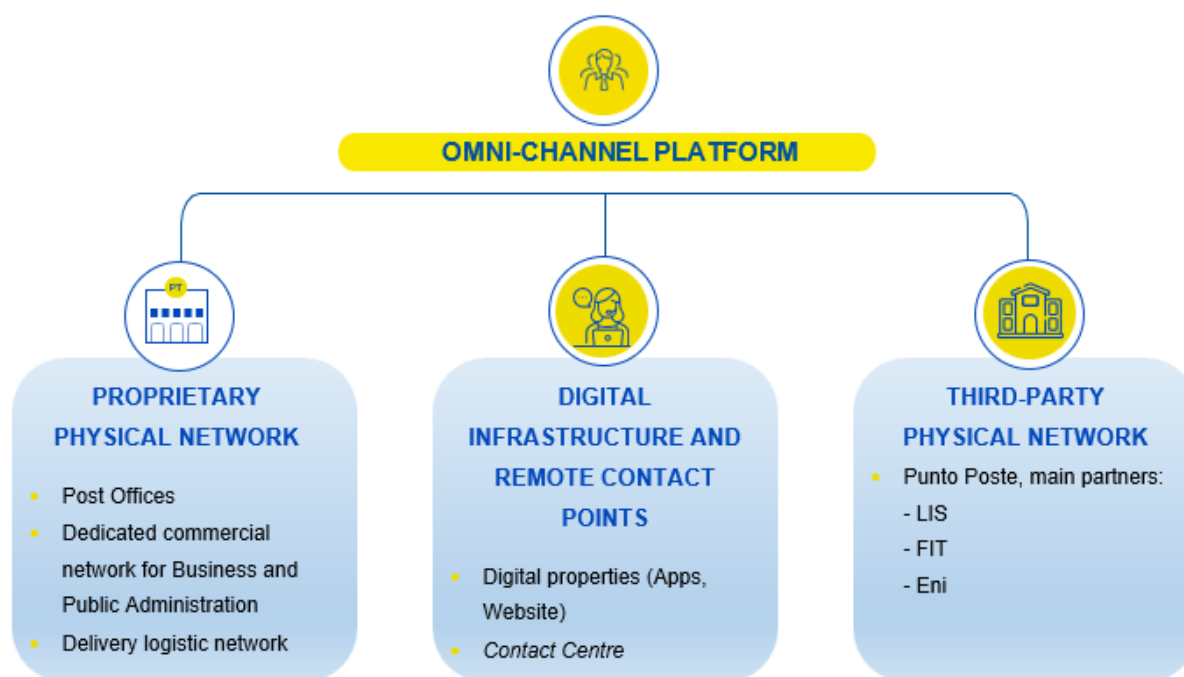 OMNI-CHANNEL PLATFORM
PT
PROPRIETARY
PHYSICAL NETWORK
• Post Offices
• Dedicated commercial
network for Business and
Public Administration
• Delivery logistic network
DIGITAL
INFRASTRUCTURE AND
REMOTE CONTACT
POINTS
• Digital properties (Apps,
Website)
• Contact Centre
THIRD-PARTY
PHYSICAL NETWORK
• Punto Poste, main partners:
- LIS
- FIT
- Eni